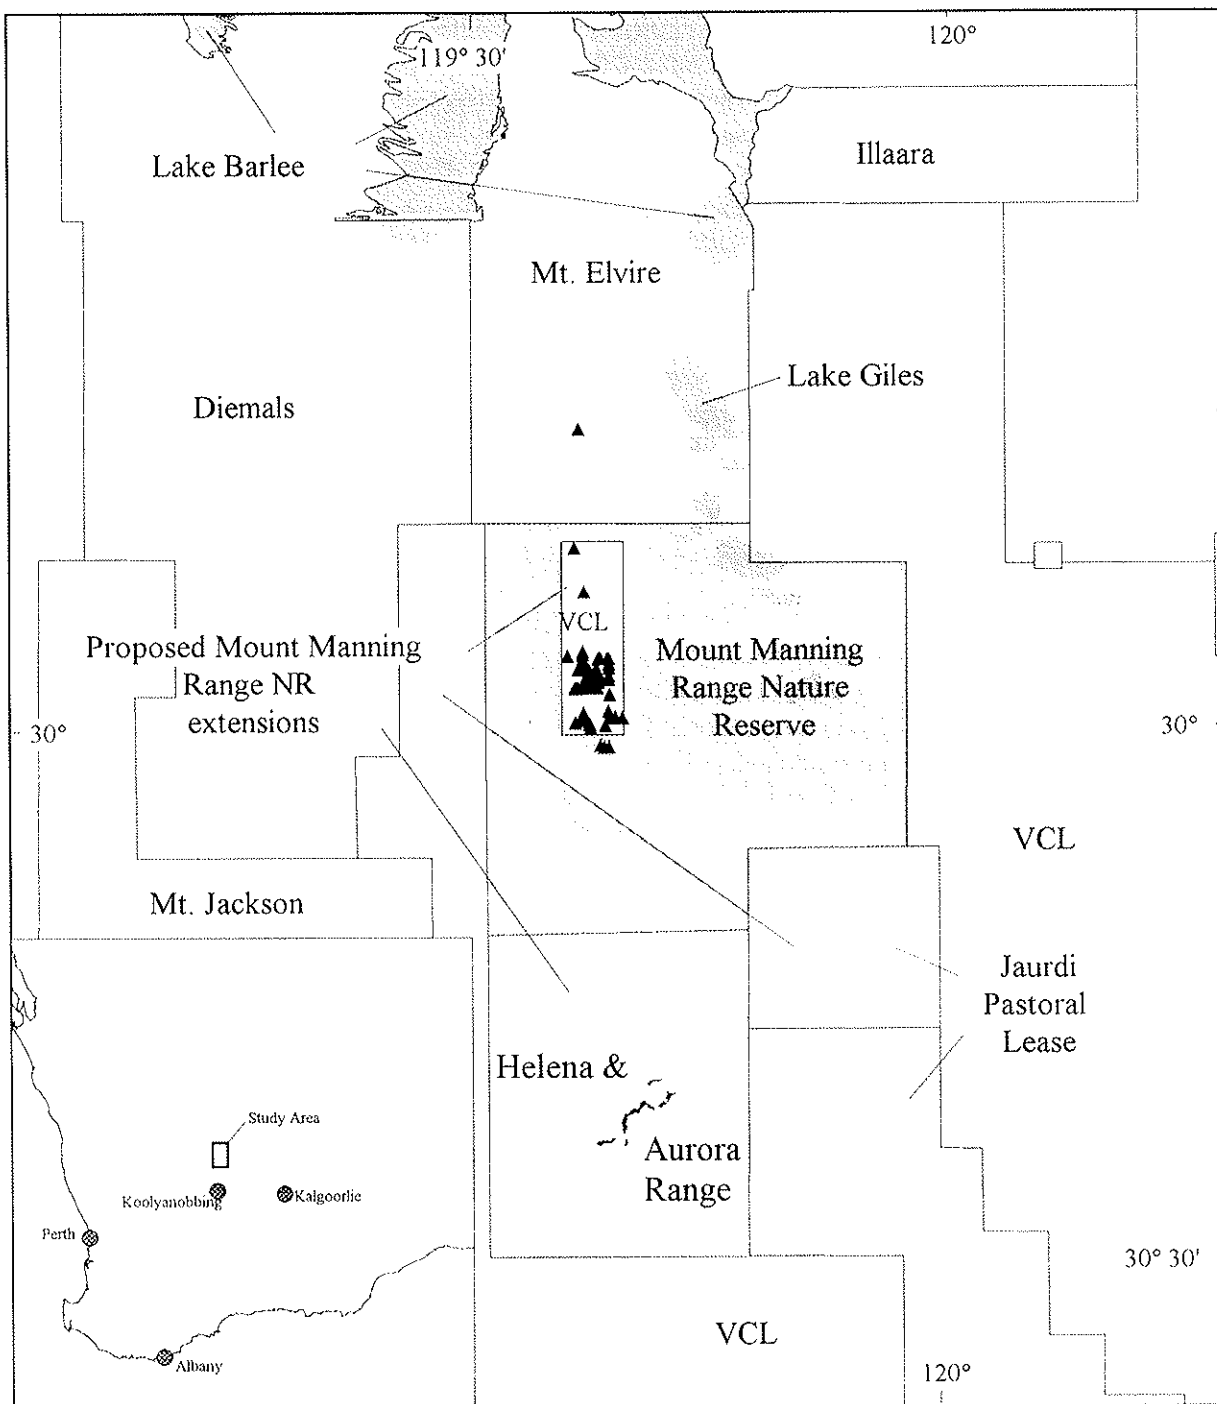 119° 30'
120°
Lake Barlee
Illaara
Mt. Elvire
Lake Giles
Diemals
VCL
Proposed Mount Manning
Range NR
extensions
Mount Manning
Range Nature
Reserve
30°
30°
VCL
Mt. Jackson
Jaurdi
Pastoral
Lease
Helena &
Aurora
Range
Study Area
Koolyanobbing
Kalgoorlie
Perth
Albany
30° 30'
VCL
120°